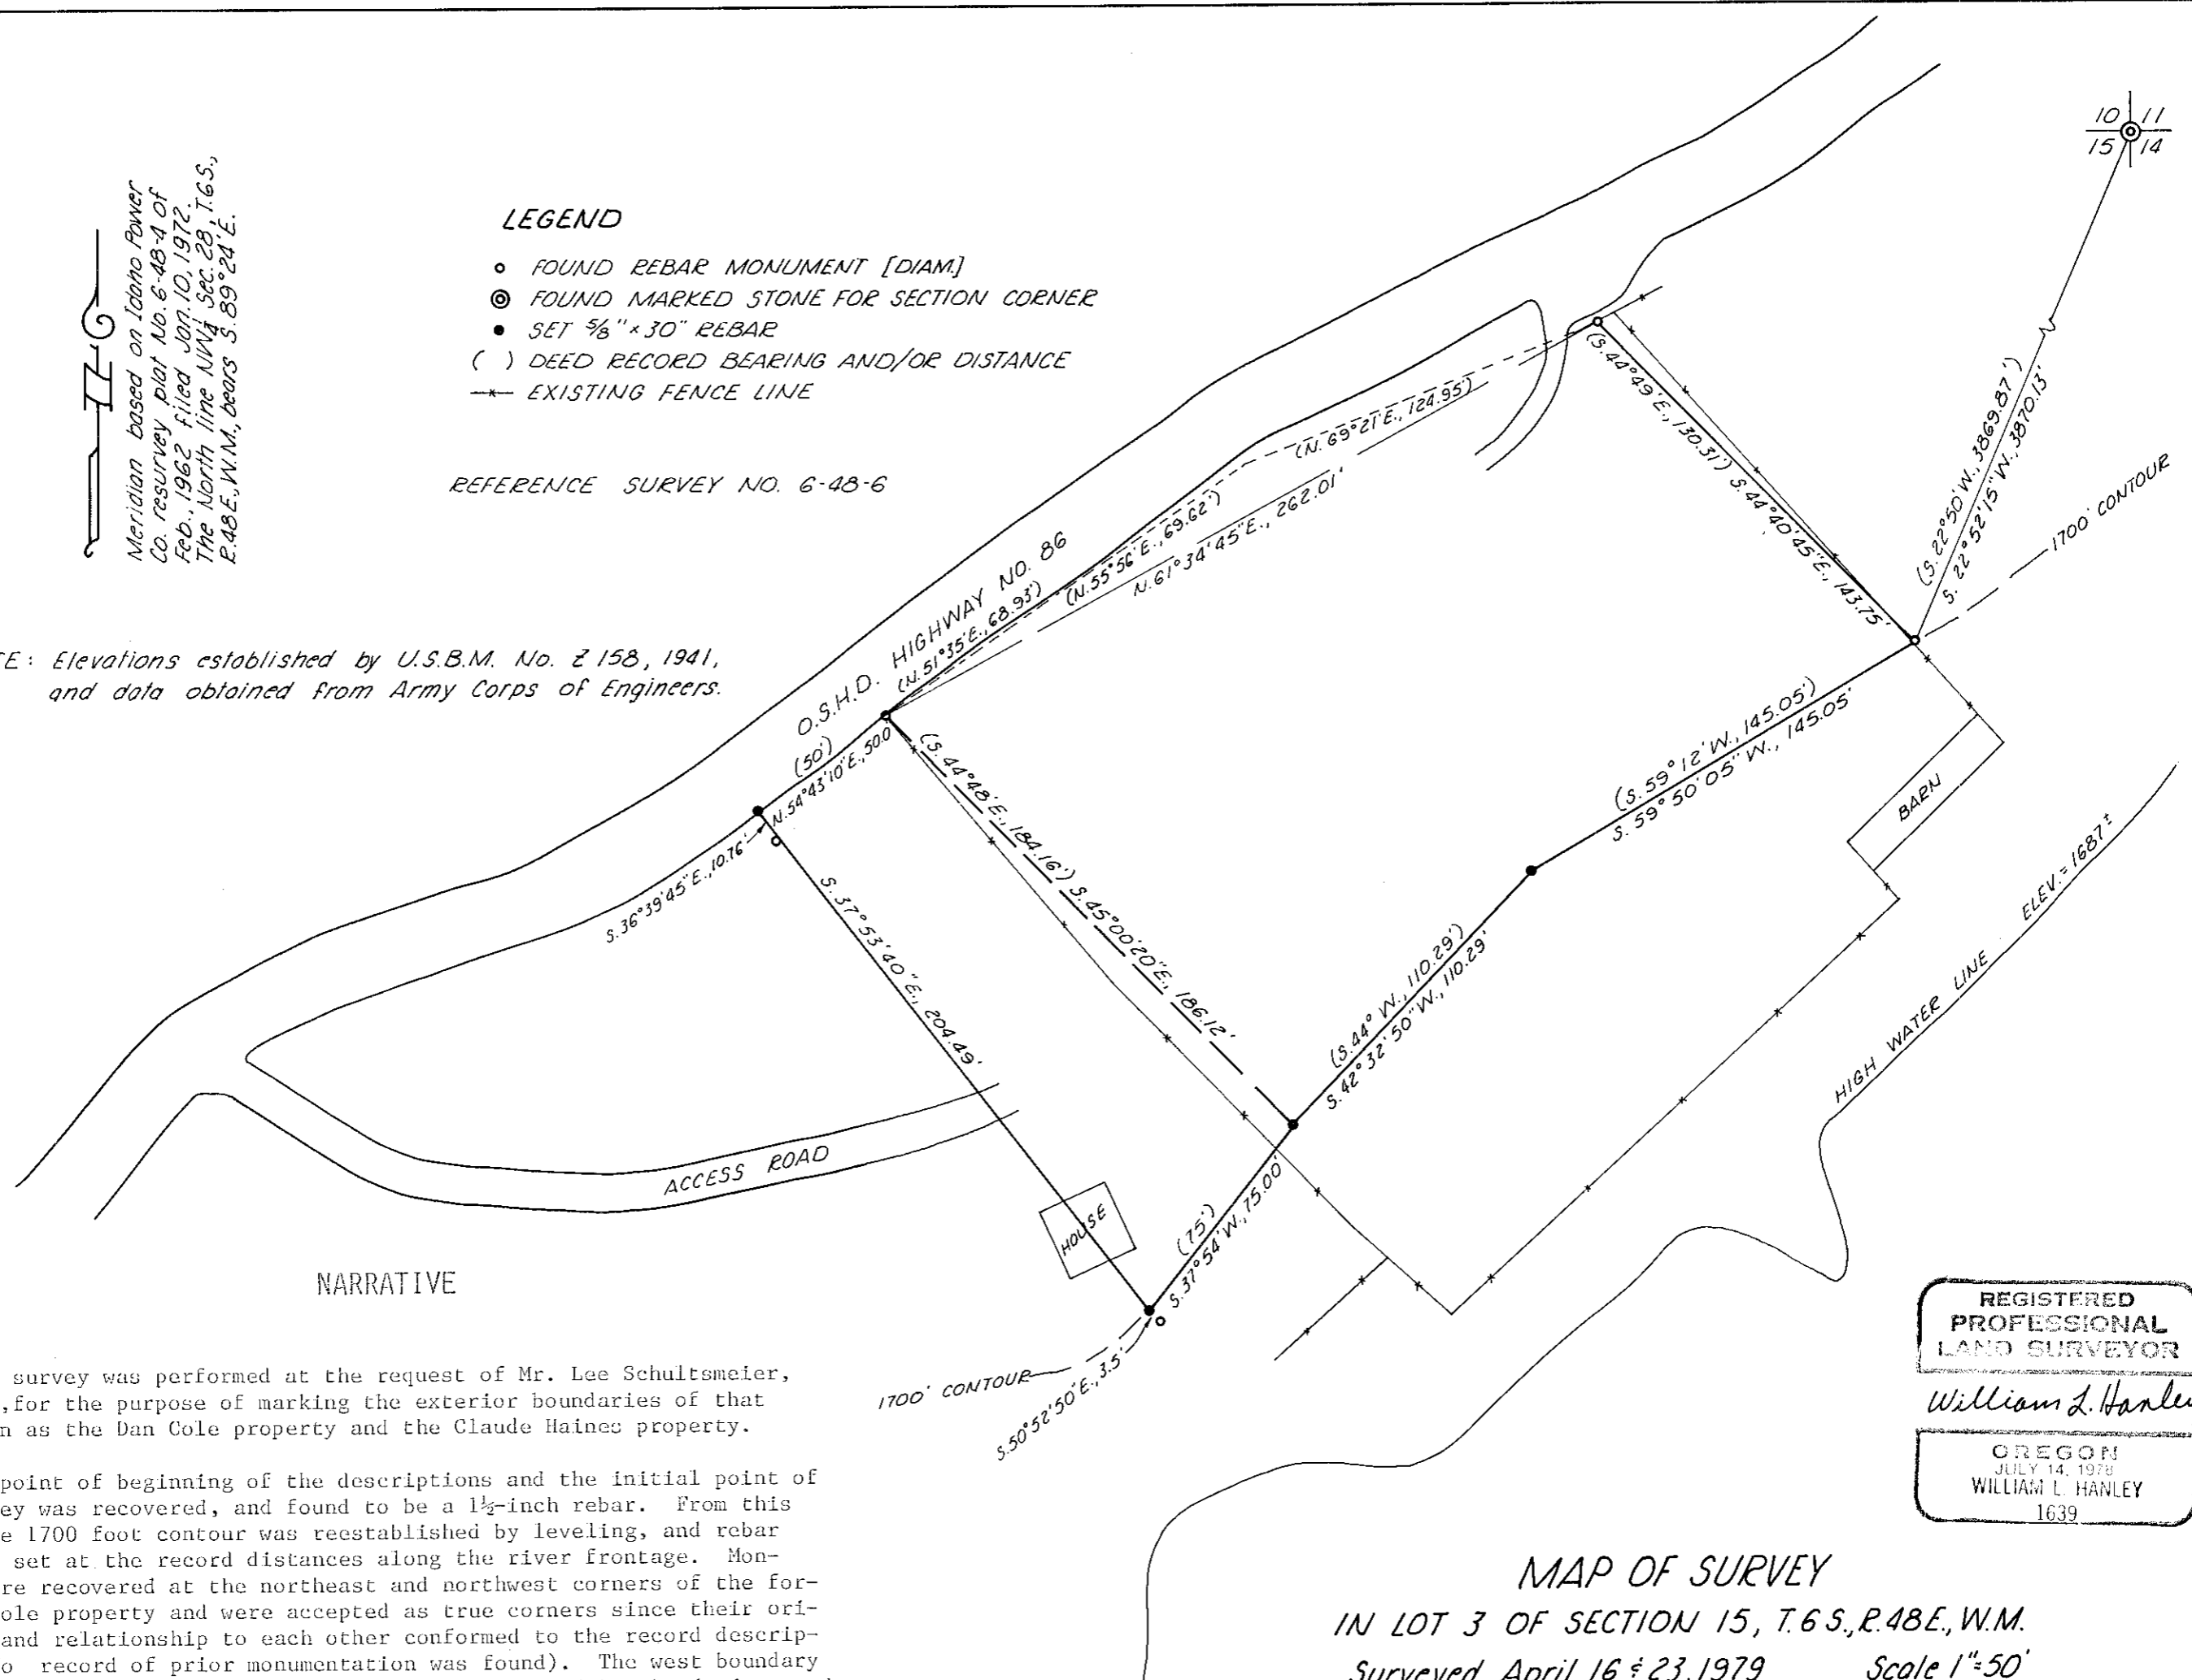 Meridian based on Idaho Power
Co. resurvey plat No. 6-48-4 of
Feb., 1962 filed Jan. 10, 1972.
The North line NW¼ Sec. 28, T.6S.,
R.48E., W.M., bears S.89°24'E.
LEGEND
FOUND REBAR MONUMENT [DIAM.]
FOUND MARKED STONE FOR SECTION CORNER
SET 5/8" x 30" REBAR
( ) DEED RECORD BEARING AND/OR DISTANCE
EXISTING FENCE LINE
REFERENCE SURVEY NO. 6-48-6
10 11
15 14
E: Elevations established by U.S.B.M. No. Z 158, 1941,
and data obtained from Army Corps of Engineers.
O.S.H.D. HIGHWAY NO. 86
(N.51°35'E., 68.93')
(N.55°56'E., 69.62')
(N.69°21'E., 124.95')
N.61°34'45"E., 262.01'
(S.44°49'E., 130.31') S.44°40'45"E., 143.75'
(S.22°50'W., 3869.87')
S.22°52'15"W., 3870.13'
1700' CONTOUR
(50')
N.54°43'10"E., 50.0
S.36°39'45"E., 10.76'
(S.44°48'E., 184.16') S.45°00'20"E., 186.12'
S.37°53'40"E., 204.49'
(S.59°12'W., 145.05')
S.59°50'05"W., 145.05'
BARN
(S.44°W., 110.29')
S.42°32'50"W., 110.29'
HIGH WATER LINE ELEV. = 1687±
ACCESS ROAD
HOUSE
(75')
S.37°54'W., 75.00'
1700' CONTOUR
S.50°52'50"E., 3.5'
NARRATIVE
survey was performed at the request of Mr. Lee Schultsmeier,
,for the purpose of marking the exterior boundaries of that
n as the Dan Cole property and the Claude Haines property.
point of beginning of the descriptions and the initial point of
ey was recovered, and found to be a 1½-inch rebar. From this
e 1700 foot contour was reestablished by leveling, and rebar
set at the record distances along the river frontage. Mon-
re recovered at the northeast and northwest corners of the for-
ole property and were accepted as true corners since their ori-
and relationship to each other conformed to the record descrip-
o record of prior monumentation was found). The west boundary
REGISTERED
PROFESSIONAL
LAND SURVEYOR
William L. Hanley
OREGON
JULY 14, 1978
WILLIAM L. HANLEY
1639
MAP OF SURVEY
IN LOT 3 OF SECTION 15, T.6S., R.48E., W.M.
Surveyed April 16 & 23, 1979 Scale 1"=50'